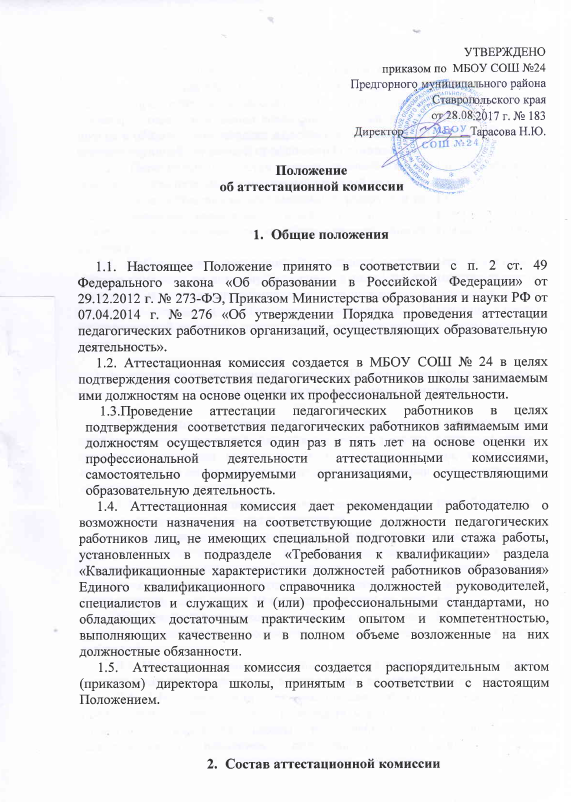 УТВЕРЖДЕНО
приказом по МБОУ СОШ №24
Предгорного муниципального района
Ставропольского края
от 28.08.2017 г. № 183
Директор Тарасова Н.Ю.
МБОУ
СОШ №24
Положение
об аттестационной комиссии
1. Общие положения
1.1. Настоящее Положение принято в соответствии с п. 2 ст. 49
Федерального закона «Об образовании в Российской Федерации» от
29.12.2012 г. № 273-ФЭ, Приказом Министерства образования и науки РФ от
07.04.2014 г. № 276 «Об утверждении Порядка проведения аттестации
педагогических работников организаций, осуществляющих образовательную
деятельность».
1.2. Аттестационная комиссия создается в МБОУ СОШ № 24 в целях
подтверждения соответствия педагогических работников школы занимаемым
ими должностям на основе оценки их профессиональной деятельности.
1.3.Проведение аттестации педагогических работников в целях
подтверждения соответствия педагогических работников занимаемым ими
должностям осуществляется один раз в пять лет на основе оценки их
профессиональной деятельности аттестационными комиссиями,
самостоятельно формируемыми организациями, осуществляющими
образовательную деятельность.
1.4. Аттестационная комиссия дает рекомендации работодателю о
возможности назначения на соответствующие должности педагогических
работников лиц, не имеющих специальной подготовки или стажа работы,
установленных в подразделе «Требования к квалификации» раздела
«Квалификационные характеристики должностей работников образования»
Единого квалификационного справочника должностей руководителей,
специалистов и служащих и (или) профессиональными стандартами, но
обладающих достаточным практическим опытом и компетентностью,
выполняющих качественно и в полном объеме возложенные на них
должностные обязанности.
1.5. Аттестационная комиссия создается распорядительным актом
(приказом) директора школы, принятым в соответствии с настоящим
Положением.
2. Состав аттестационной комиссии